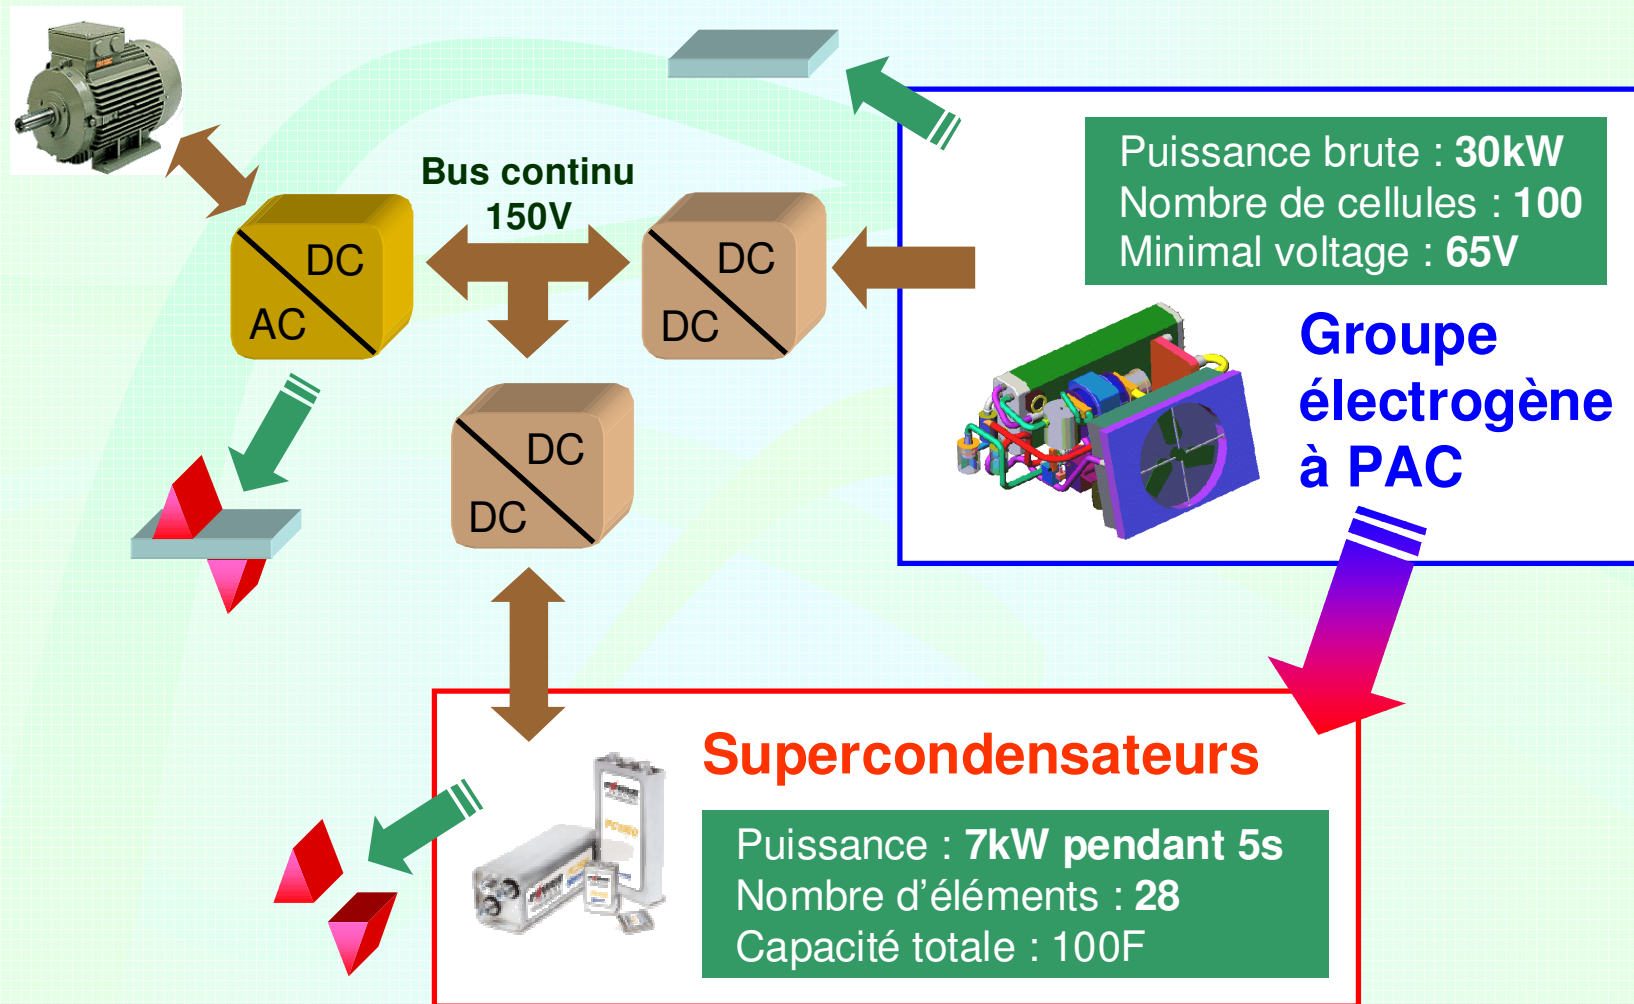 Bus continu
150V
DC
AC
DC
DC
DC
DC
Puissance brute : 30kW
Nombre de cellules : 100
Minimal voltage : 65V
Groupe
électrogène
à PAC
Supercondensateurs
Puissance : 7kW pendant 5s
Nombre d’éléments : 28
Capacité totale : 100F